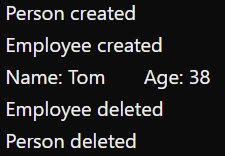 Person created
Employee created
Name: Tom	Age: 38
Employee deleted
Person deleted